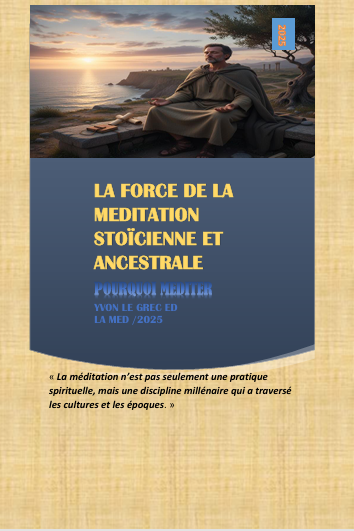 2025
LA FORCE DE LA
MEDITATION
STOÏCIENNE ET
ANCESTRALE
POURQUOI MEDITER
YVON LE GREC ED
LA MED /2025
« La méditation n’est pas seulement une pratique
spirituelle, mais une discipline millénaire qui a traversé
les cultures et les époques. »